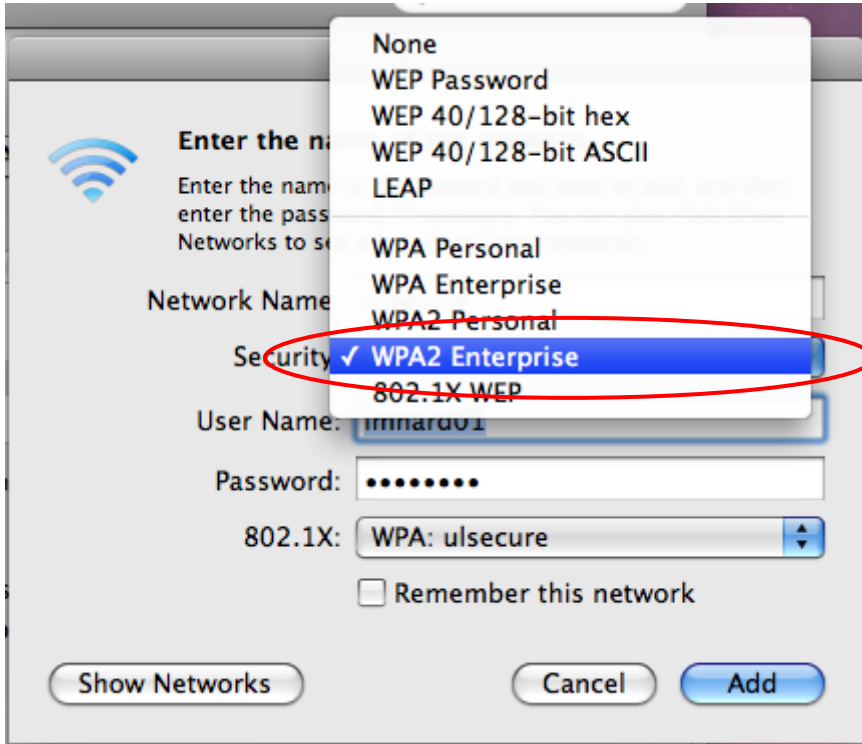 None
WEP Password
WEP 40/128-bit hex
WEP 40/128-bit ASCII
LEAP
WPA Personal
WPA Enterprise
WPA2 Personal
✓ WPA2 Enterprise
802.1X WEP
Enter the na
Enter the name
enter the pass
Networks to se
Network Name:
Security
User Name: lmhard01
Password: ••••••••
802.1X: WPA: ulsecure
Remember this network
Show Networks Cancel Add